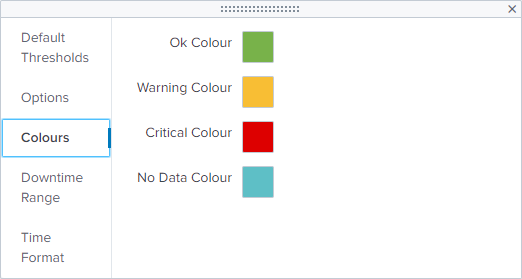 Default
Thresholds
Options
Colours
Downtime
Range
Time
Format
Ok Colour
Warning Colour
Critical Colour
No Data Colour